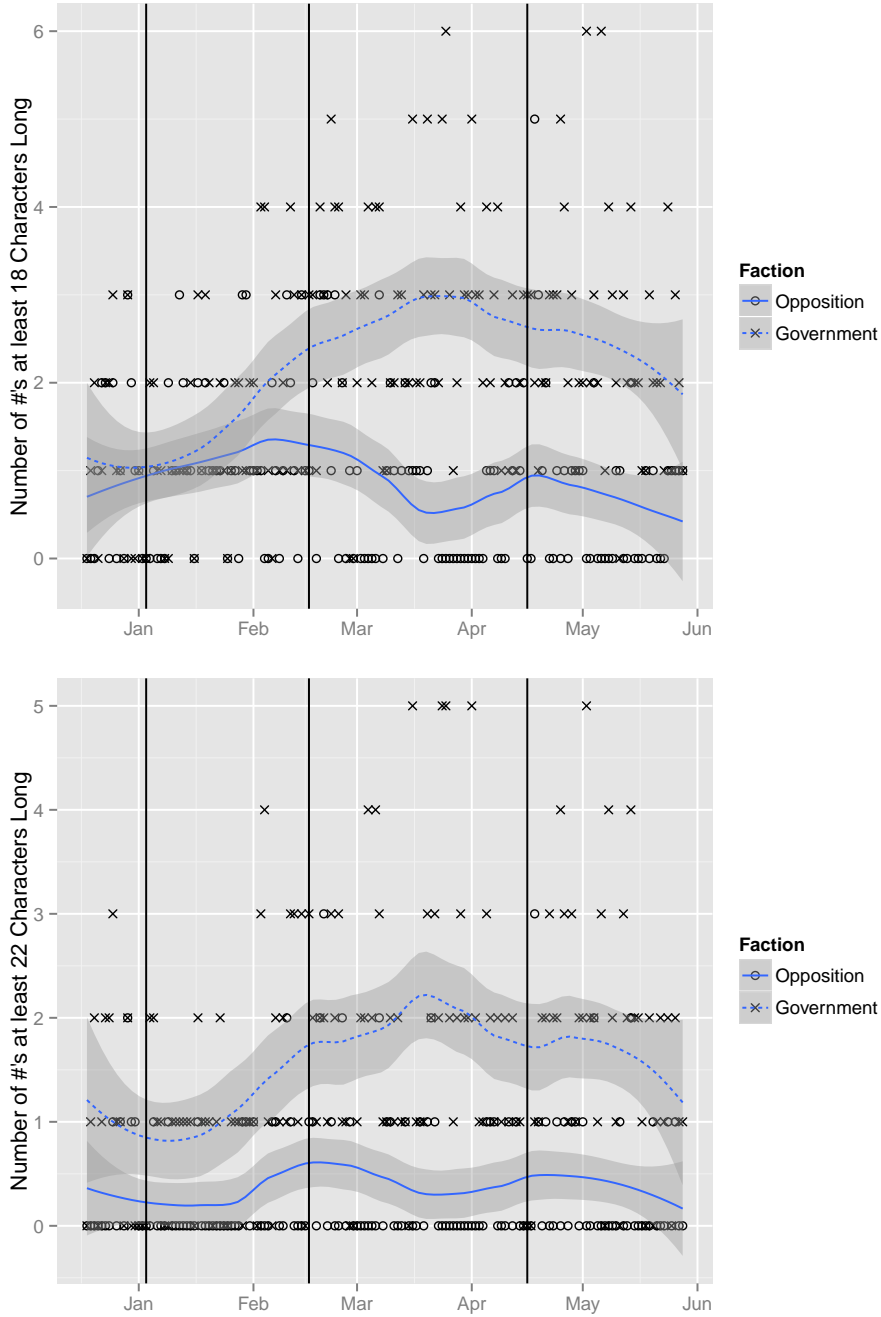 Number of #'s at least 18 Characters Long
6
4
2
0
Jan Feb Mar Apr May Jun
Faction
Opposition
Government
Number of #'s at least 22 Characters Long
5
4
3
2
1
0
Jan Feb Mar Apr May Jun
Faction
Opposition
Government